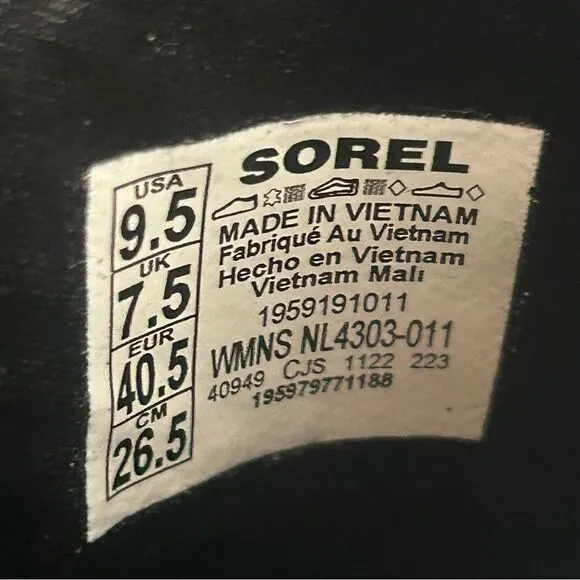 USA
9.5
UK
7.5
EUR
40.5
CM
26.5
SOREL
MADE IN VIETNAM
Fabriqué Au Vietnam
Hecho en Vietnam
Vietnam Malı
1959191011
WMNS NL4303-011
40949 CJS 1122 223
195979771188